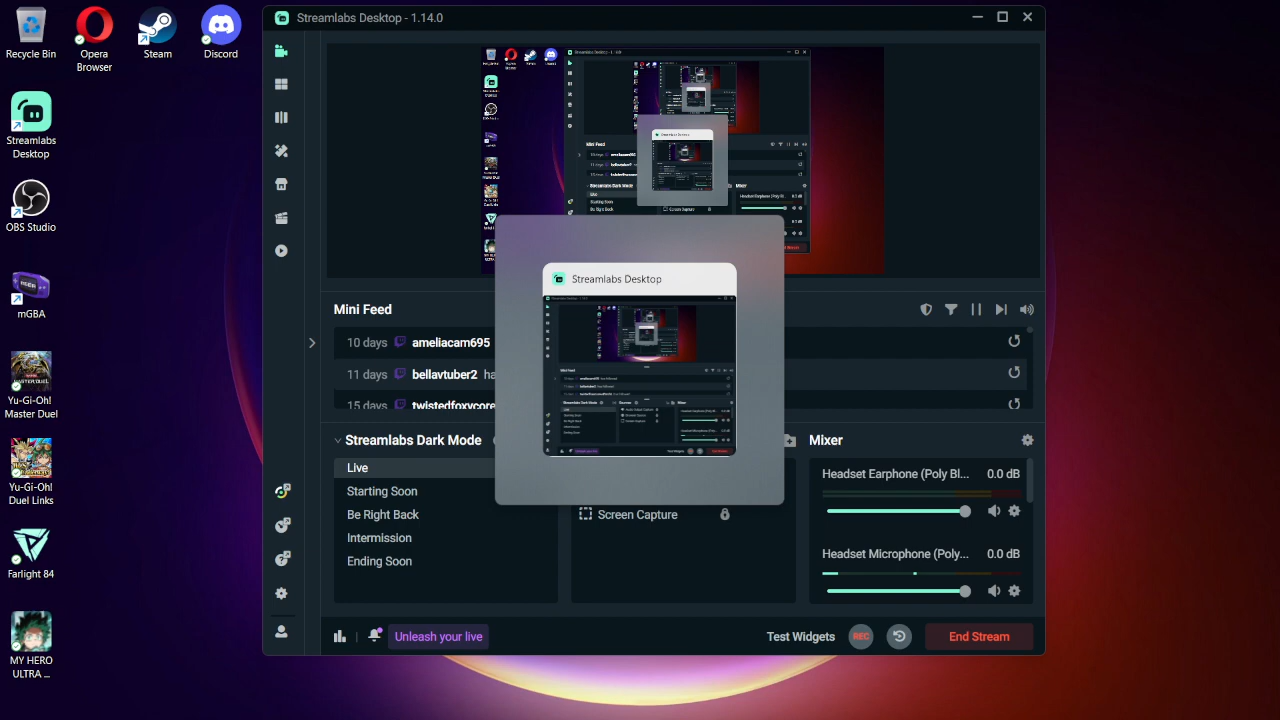 Recycle Bin
Opera
Browser
Steam
Discord
Streamlabs
Desktop
OBS Studio
mGBA
Yu-Gi-Oh!
Master Duel
Yu-Gi-Oh!
Duel Links
Farlight 84
MY HERO
ULTRA ...
Streamlabs Desktop - 1.14.0
Mini Feed
10 days ameliacam695
11 days bellavtuber2 ha
15 days twistedfoxycore
Streamlabs Dark Mode
Live
Starting Soon
Be Right Back
Intermission
Ending Soon
Streamlabs Desktop
Screen Capture
Mixer
Headset Earphone (Poly Bl... 0.0 dB
Headset Microphone (Poly... 0.0 dB
Unleash your live
Test Widgets
REC
End Stream